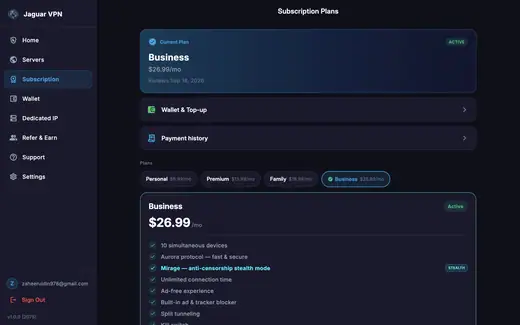 Jaguar VPN
Home
Servers
Subscription
Wallet
Dedicated IP
Refer & Earn
Support
Settings
Sign Out
Subscription Plans
Current Plan
ACTIVE
Business
$26.99/mo
Wallet & Top-up
Payment history
Plans
Personal
Premium
Family
Business
Business
Active
$26.99 /mo
10 simultaneous devices
Aurora protocol — fast & secure
Mirage — anti-censorship stealth mode
STEALTH
Unlimited connection time
Ad-free experience
Built-in ad & tracker blocker
Split tunneling